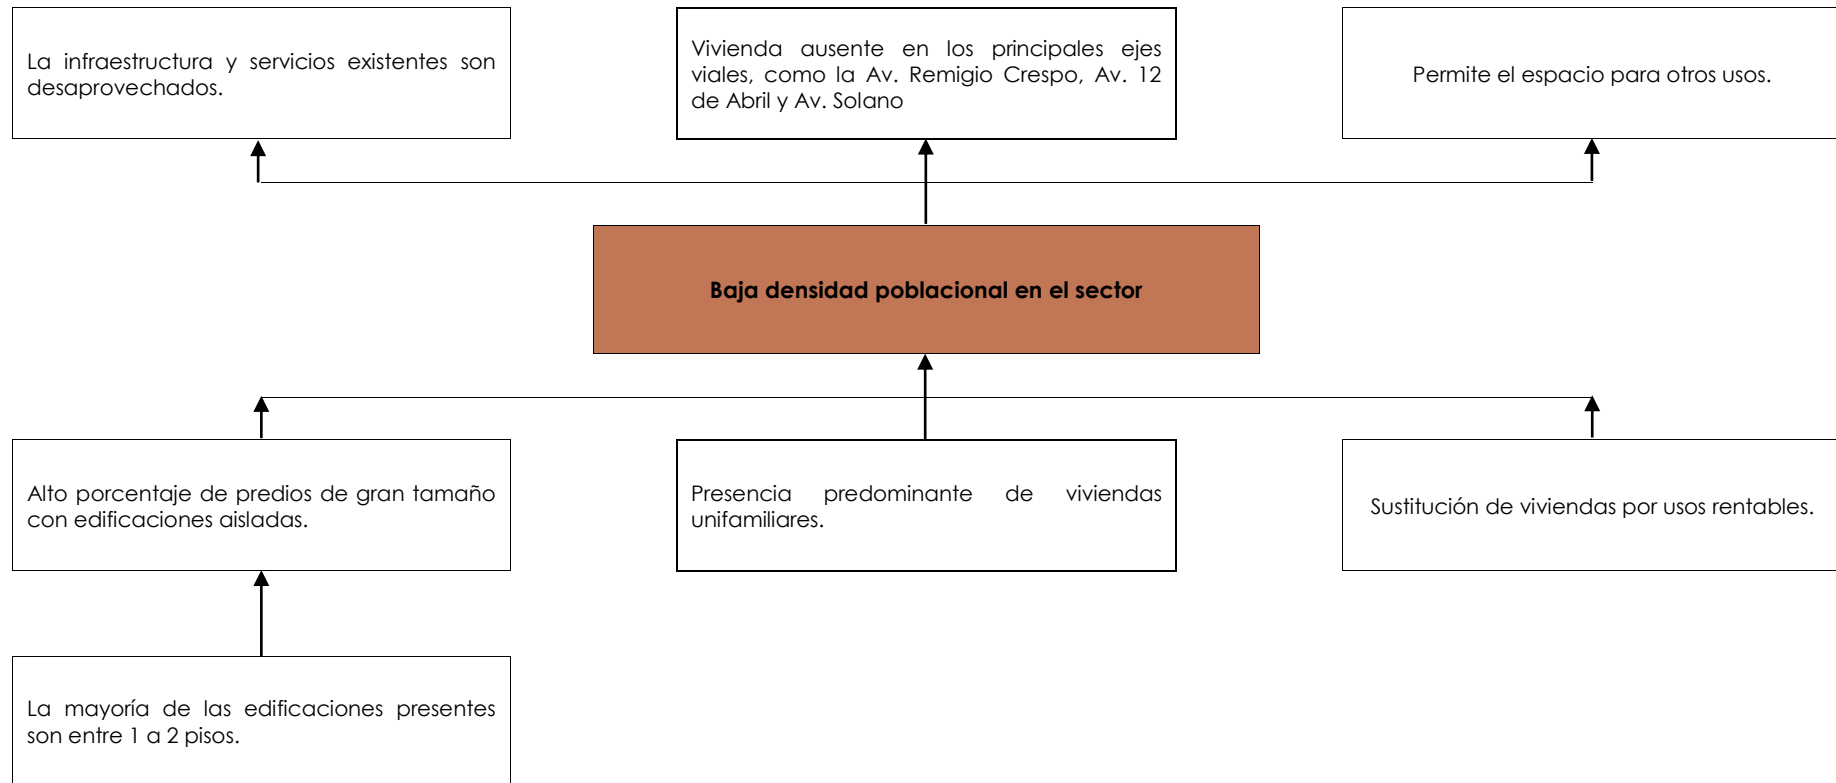 La infraestructura y servicios existentes son
desaprovechados.
Vivienda ausente en los principales ejes
viales, como la Av. Remigio Crespo, Av. 12
de Abril y Av. Solano
Permite el espacio para otros usos.
Baja densidad poblacional en el sector
Alto porcentaje de predios de gran tamaño
con edificaciones aisladas.
Presencia predominante de viviendas
unifamiliares.
Sustitución de viviendas por usos rentables.
La mayoría de las edificaciones presentes
son entre 1 a 2 pisos.